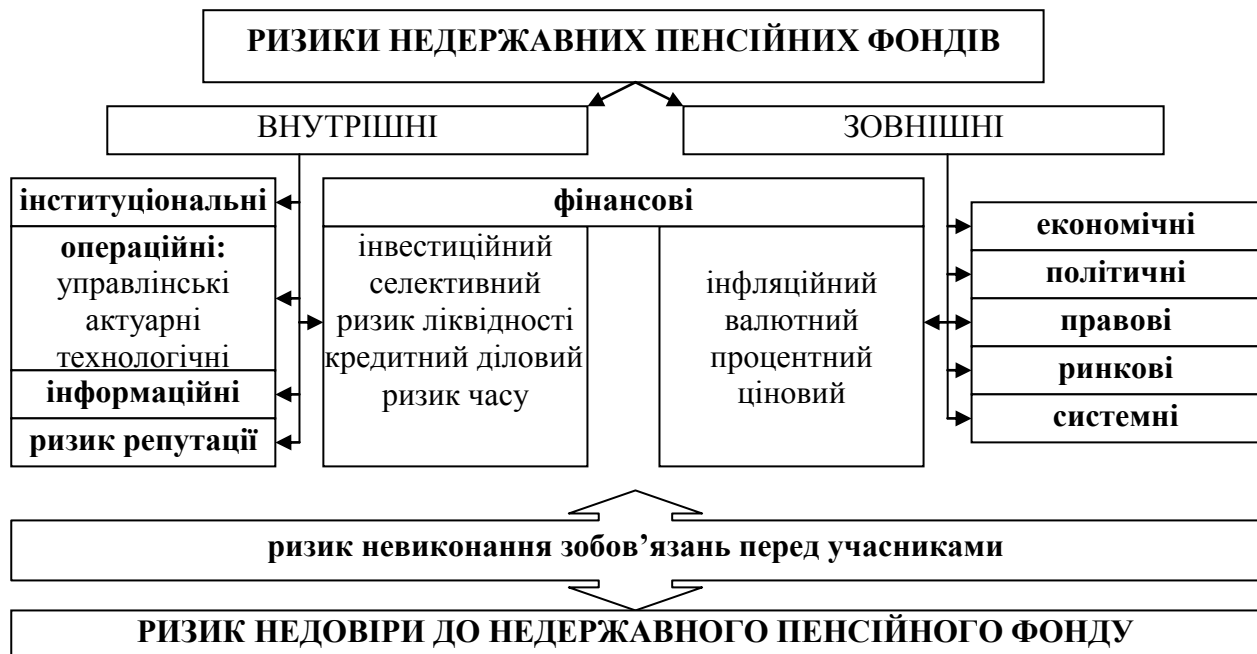 РИЗИКИ НЕДЕРЖАВНИХ ПЕНСІЙНИХ ФОНДІВ
ВНУТРІШНІ
ЗОВНІШНІ
інституціональні
операційні:
управлінські
актуарні
технологічні
інформаційні
ризик репутації
фінансові
інвестиційний
селективний
ризик ліквідності
кредитний діловий
ризик часу
інфляційний
валютний
процентний
ціновий
економічні
політичні
правові
ринкові
системні
ризик невиконання зобов’язань перед учасниками
РИЗИК НЕДОВІРИ ДО НЕДЕРЖАВНОГО ПЕНСІЙНОГО ФОНДУ